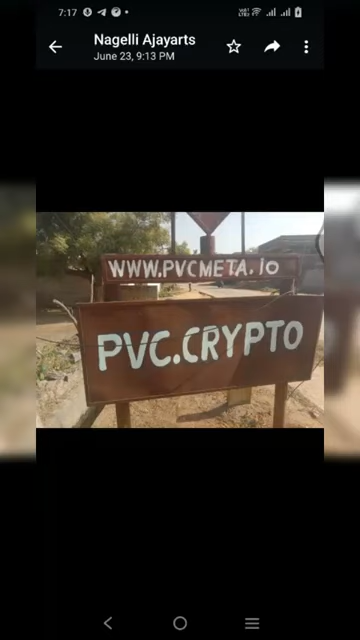 7:17
Nagelli Ajayarts
June 23, 9:13 PM
WWW.PVCMETA.iO
PVC.CRYPTO